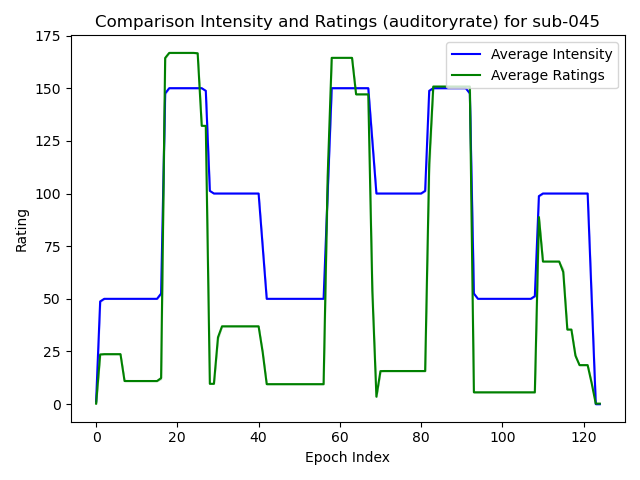 Comparison Intensity and Ratings (auditoryrate) for sub-045
Average Intensity
Average Ratings
Rating
175
150
125
100
75
50
25
0
0 20 40 60 80 100 120
Epoch Index